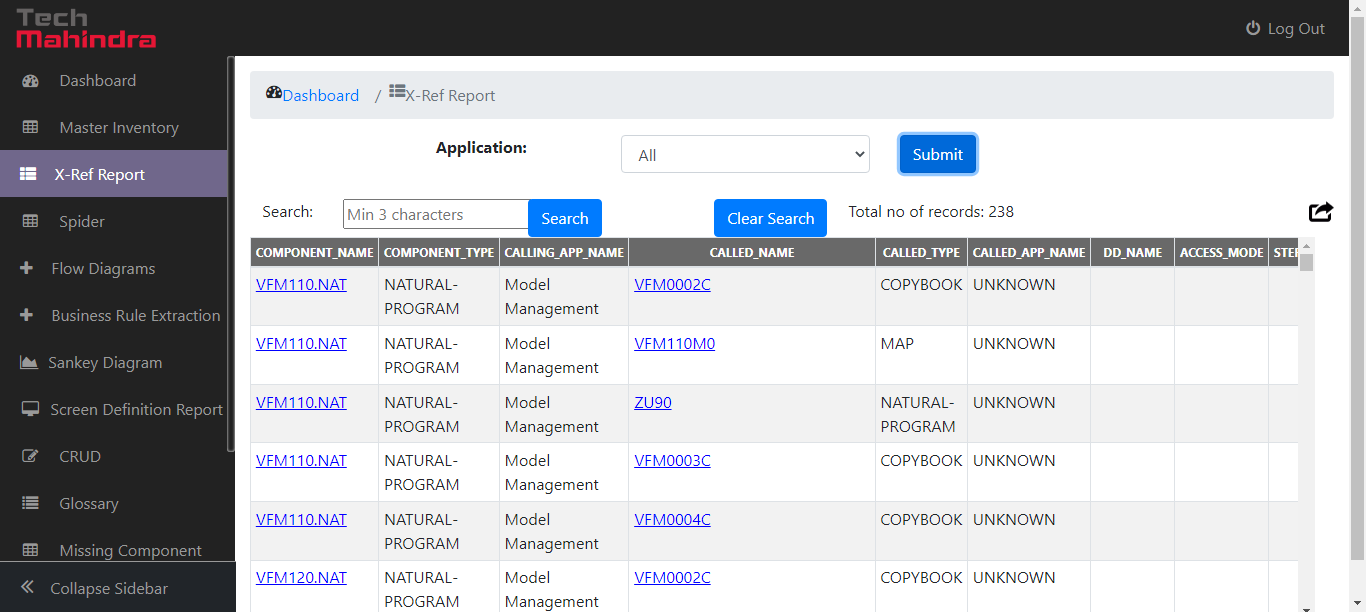 Tech
Mahindra
Log Out
Dashboard
Master Inventory
X-Ref Report
Spider
Flow Diagrams
Business Rule Extraction
Sankey Diagram
Screen Definition Report
CRUD
Glossary
Missing Component
Collapse Sidebar
Dashboard / X-Ref Report
Application: All Submit
Search: Min 3 characters Search Clear Search Total no of records: 238
COMPONENT_NAME COMPONENT_TYPE CALLING_APP_NAME CALLED_NAME CALLED_TYPE CALLED_APP_NAME DD_NAME ACCESS_MODE STEP
VFM110.NAT NATURAL- Model VFM0002C COPYBOOK UNKNOWN
PROGRAM Management
VFM110.NAT NATURAL- Model VFM110M0 MAP UNKNOWN
PROGRAM Management
VFM110.NAT NATURAL- Model ZU90 NATURAL- UNKNOWN
PROGRAM Management PROGRAM
VFM110.NAT NATURAL- Model VFM0003C COPYBOOK UNKNOWN
PROGRAM Management
VFM110.NAT NATURAL- Model VFM0004C COPYBOOK UNKNOWN
PROGRAM Management
VFM120.NAT NATURAL- Model VFM0002C COPYBOOK UNKNOWN
PROGRAM Management